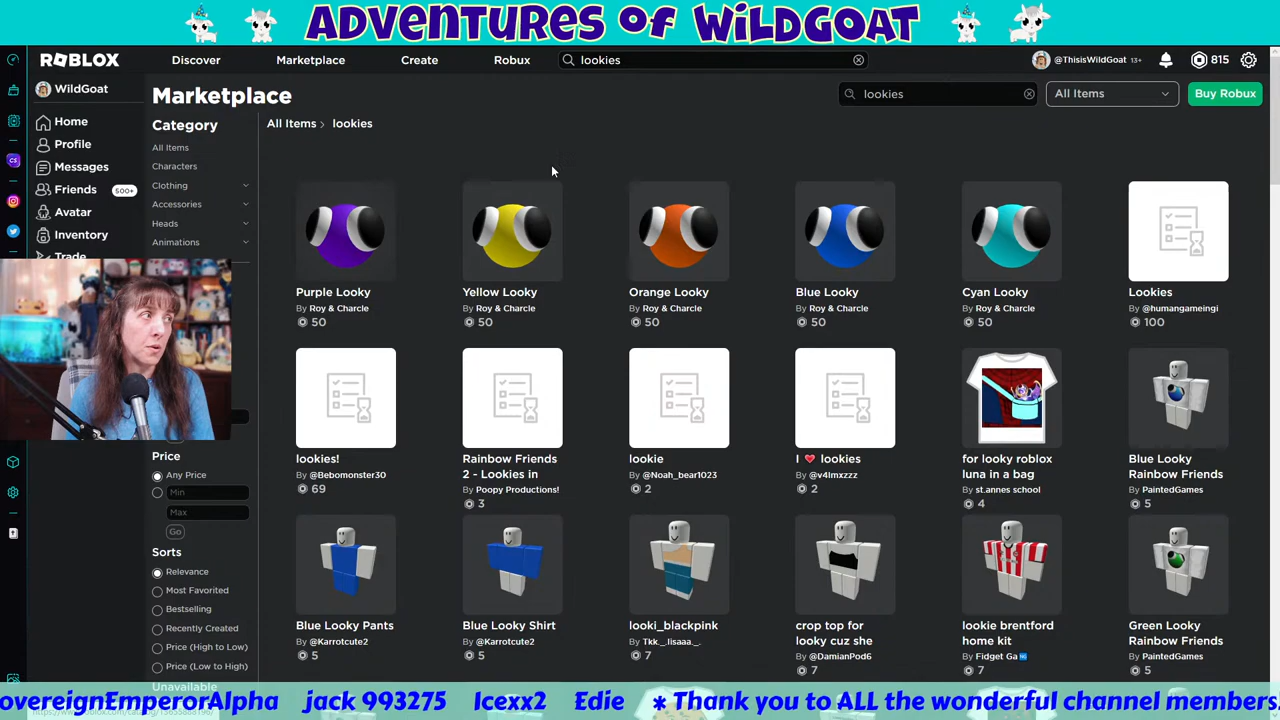 ADVENTURES OF WILDGOAT
ROBLOX
Discover
Marketplace
Create
Robux
lookies
@ThisisWildGoat 13+
815
WildGoat
Home
Profile
Messages
Friends
500+
Avatar
Inventory
Trade
Marketplace
lookies
All Items
Buy Robux
Category
All Items
Characters
Clothing
Accessories
Heads
Animations
All Items > lookies
Purple Looky
By Roy & Charcle
50
Yellow Looky
By Roy & Charcle
50
Orange Looky
By Roy & Charcle
50
Blue Looky
By Roy & Charcle
50
Cyan Looky
By Roy & Charcle
50
Lookies
By @humangameingi
100
lookies!
By @Bebomonster30
69
Rainbow Friends
2 - Lookies in
By Poopy Productions!
3
lookie
By @Noah_bear1023
2
I ❤ lookies
By @v4lmxzzz
2
for looky roblox
luna in a bag
By st.annes school
4
Blue Looky
Rainbow Friends
By PaintedGames
5
Price
Any Price
Min
Max
Go
Sorts
Relevance
Most Favorited
Bestselling
Recently Created
Price (High to Low)
Price (Low to High)
Unavailable
Blue Looky Pants
By @Karrotcute2
5
Blue Looky Shirt
By @Karrotcute2
5
looki_blackpink
By Tkk._.lisaaa._.
7
crop top for
looky cuz she
By @DamianPod6
7
lookie brentford
home kit
By Fidget Ga
7
Green Looky
Rainbow Friends
By PaintedGames
5
overeignEmperorAlpha jack 993275 Icexx2 Edie * Thank you to ALL the wonderful channel members